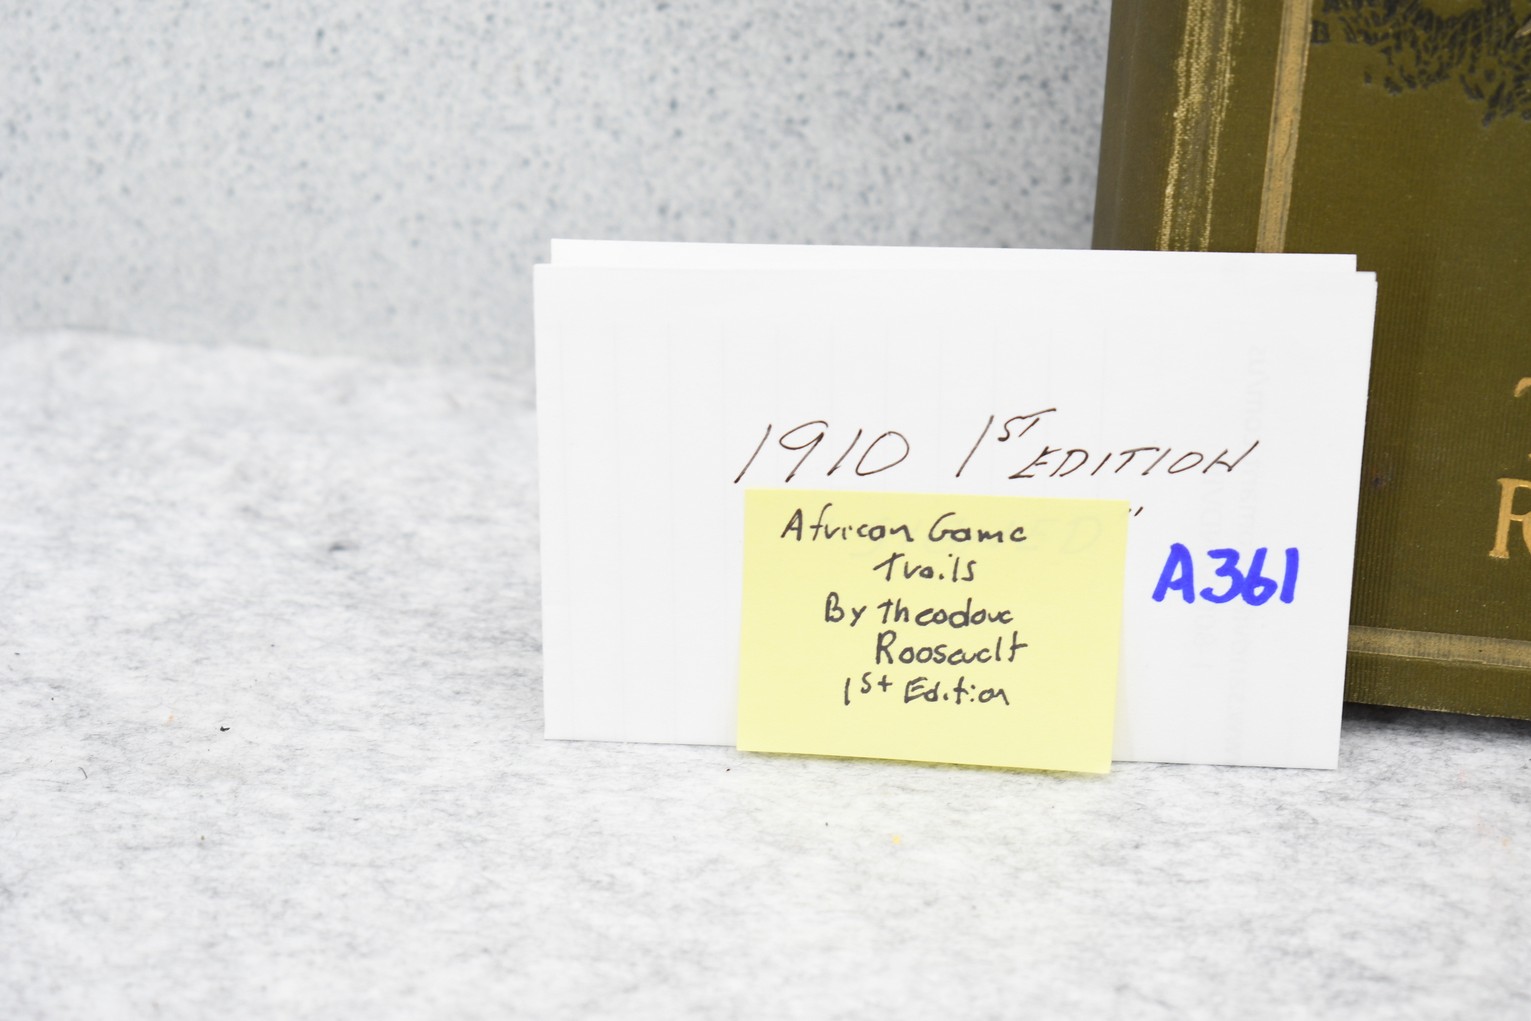 1910 1ST EDITION
"
African Game
Trails
By Theodore
Roosevelt
1st Edition
A361
R